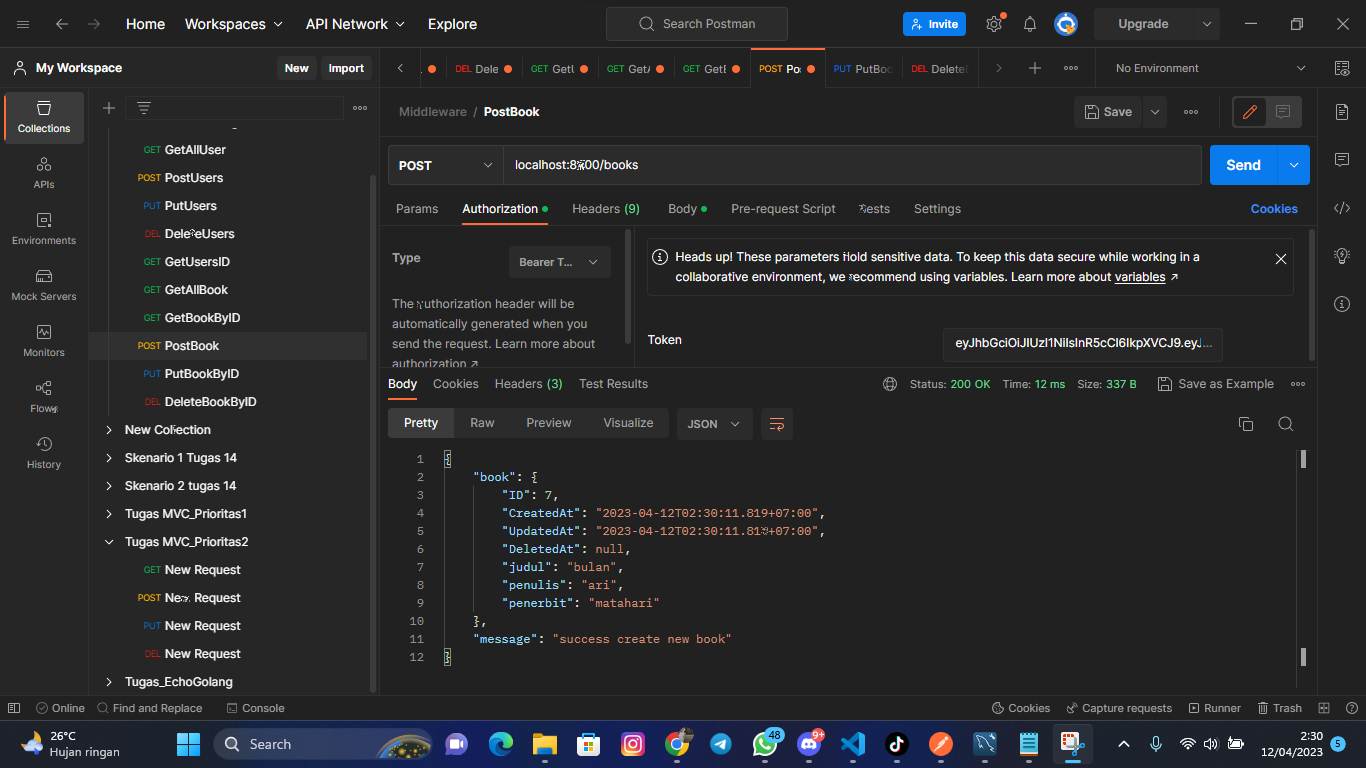 Home Workspaces API Network Explore Search Postman Invite Upgrade
My Workspace New Import
DEL Dele GET GetU GET GetA GET GetB POST Pos PUT PutBoo DEL DeleteB No Environment
Middleware / PostBook Save
Collections
APIs
Environments
Mock Servers
Monitors
Flows
History
GET GetAllUser
POST PostUsers
PUT PutUsers
DEL DeleteUsers
GET GetUsersID
GET GetAllBook
GET GetBookByID
POST PostBook
PUT PutBookByID
DEL DeleteBookByID
New Collection
Skenario 1 Tugas 14
Skenario 2 tugas 14
Tugas MVC_Prioritas1
Tugas MVC_Prioritas2
GET New Request
POST New Request
PUT New Request
DEL New Request
Tugas_EchoGolang
POST localhost:8000/books Send
Params Authorization Headers (9) Body Pre-request Script Tests Settings Cookies
Type Bearer T...
The authorization header will be
automatically generated when you
send the request. Learn more about
authorization ↗
Heads up! These parameters hold sensitive data. To keep this data secure while working in a
collaborative environment, we recommend using variables. Learn more about variables ↗
Token eyJhbGciOiJIUzI1NiIsInR5cCI6IkpXVCJ9.eyJ...
Body Cookies Headers (3) Test Results Status: 200 OK Time: 12 ms Size: 337 B Save as Example
Pretty Raw Preview Visualize JSON
1 {
2 "book": {
3 "ID": 7,
4 "CreatedAt": "2023-04-12T02:30:11.819+07:00",
5 "UpdatedAt": "2023-04-12T02:30:11.819+07:00",
6 "DeletedAt": null,
7 "judul": "bulan",
8 "penulis": "ari",
9 "penerbit": "matahari"
10 },
11 "message": "success create new book"
12 }
Online Find and Replace Console Cookies Capture requests Runner Trash
26°C
Hujan ringan
Search
48
9+
2:30
12/04/2023
5